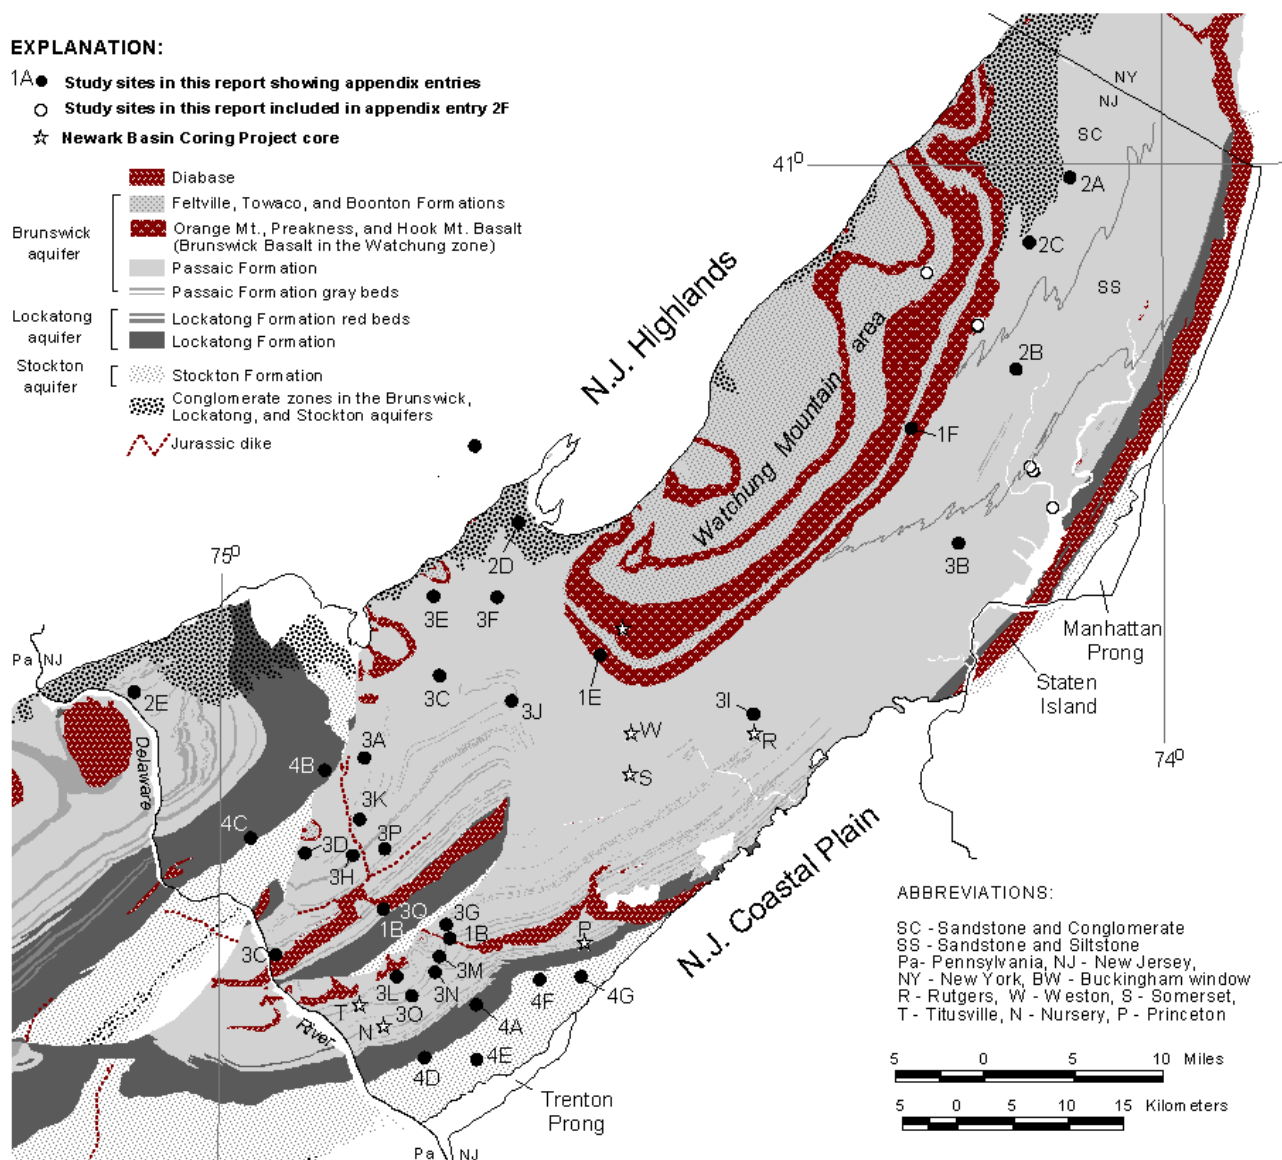 EXPLANATION:
1A Study sites in this report showing appendix entries
Study sites in this report included in appendix entry 2F
Newark Basin Coring Project core
Diabase
Feltville, Towaco, and Boonton Formations
Brunswick aquifer
Orange Mt., Preakness, and Hook Mt. Basalt
(Brunswick Basalt in the Watchung zone)
Passaic Formation
Passaic Formation gray beds
Lockatong aquifer
Lockatong Formation red beds
Lockatong Formation
Stockton aquifer
Stockton Formation
Conglomerate zones in the Brunswick,
Lockatong, and Stockton aquifers
Jurassic dike
NY
NJ
SC
41⁰
2A
2C
SS
N.J. Highlands
Watchung Mountain area
2B
1F
2D
75⁰
3B
3E
3F
Manhattan
Prong
Pa NJ
2E
3C
3J
1E
3I
Staten
Island
W
R
S
74⁰
Delaware
3A
4B
3K
4C
3D
3P
3H
N.J. Coastal Plain
3Q
1B
3G
1B
P
3C
3M
3L
3N
4F
4G
T
3O
N
4A
River
4D
4E
Trenton
Prong
Pa NJ
ABBREVIATIONS:
SC - Sandstone and Conglomerate
SS - Sandstone and Siltstone
Pa- Pennsylvania, NJ - New Jersey,
NY - New York, BW - Buckingham window
R - Rutgers, W - Weston, S - Somerset,
T - Titusville, N - Nursery, P - Princeton
5 0 5 10 Miles
5 0 5 10 15 Kilometers